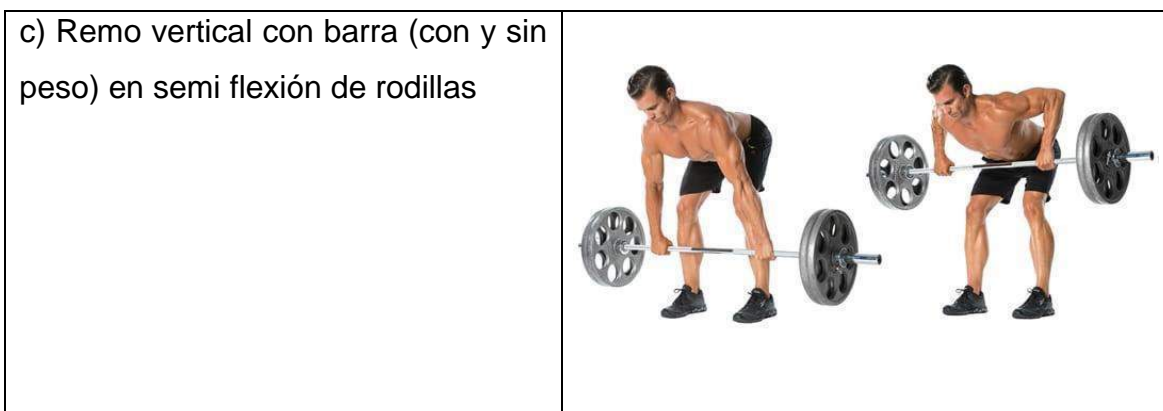 c) Remo vertical con barra (con y sin
peso) en semi flexión de rodillas